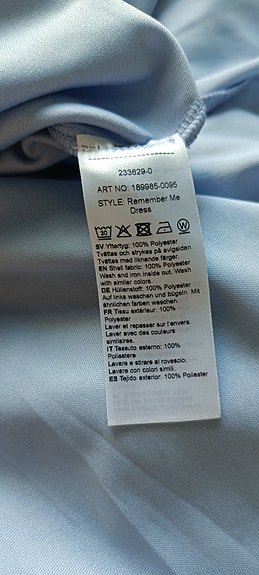 233629-0
ART NO: 189985-0095
STYLE: Remember Me
Dress
30
W
SV Yttertyg: 100% Polyester
Tvättas och strykes på avigsidan.
Tvättas med liknande färger.
EN Shell fabric: 100% Polyester
Wash and iron inside out. Wash
with similar colors.
DE Hüllenstoff: 100% Polyester
Auf links waschen und bügeln. Mit
ähnlichen farben waschen.
FR Tissu extérieur: 100%
Polyester
Laver et repasser sur l'envers.
Laver avec des couleurs
similaires.
IT Tessuto esterno: 100%
Poliestere
Lavare e stirare al rovescio.
Lavare con colori simili.
ES Tejido exterior: 100% Poliester